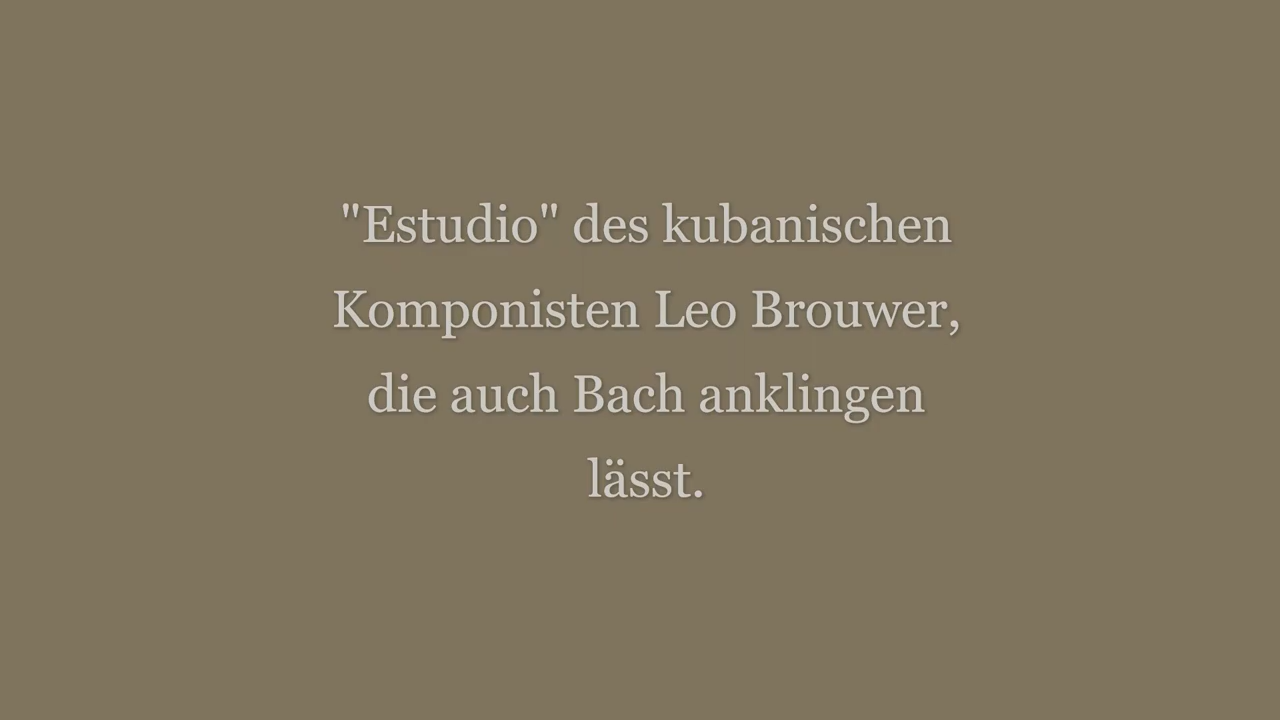 "Estudio" des kubanischen
Komponisten Leo Brouwer,
die auch Bach anklingen
lässt.